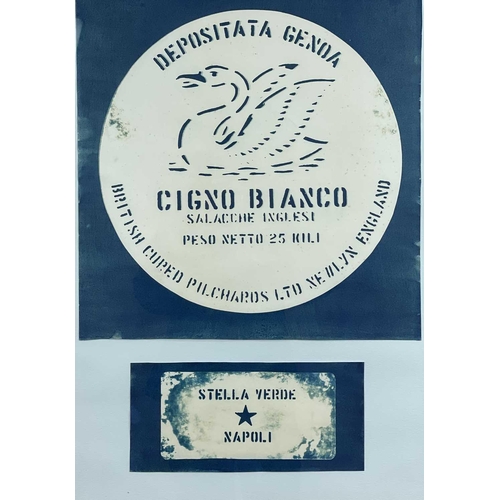 DEPOSITATA GENOA
CIGNO BIANCO
SALACCHE INGLESI
PESO NETTO 25 KILI
BRITISH CURED PILCHARDS LTD NEWLYN ENGLAND
STELLA VERDE
NAPOLI